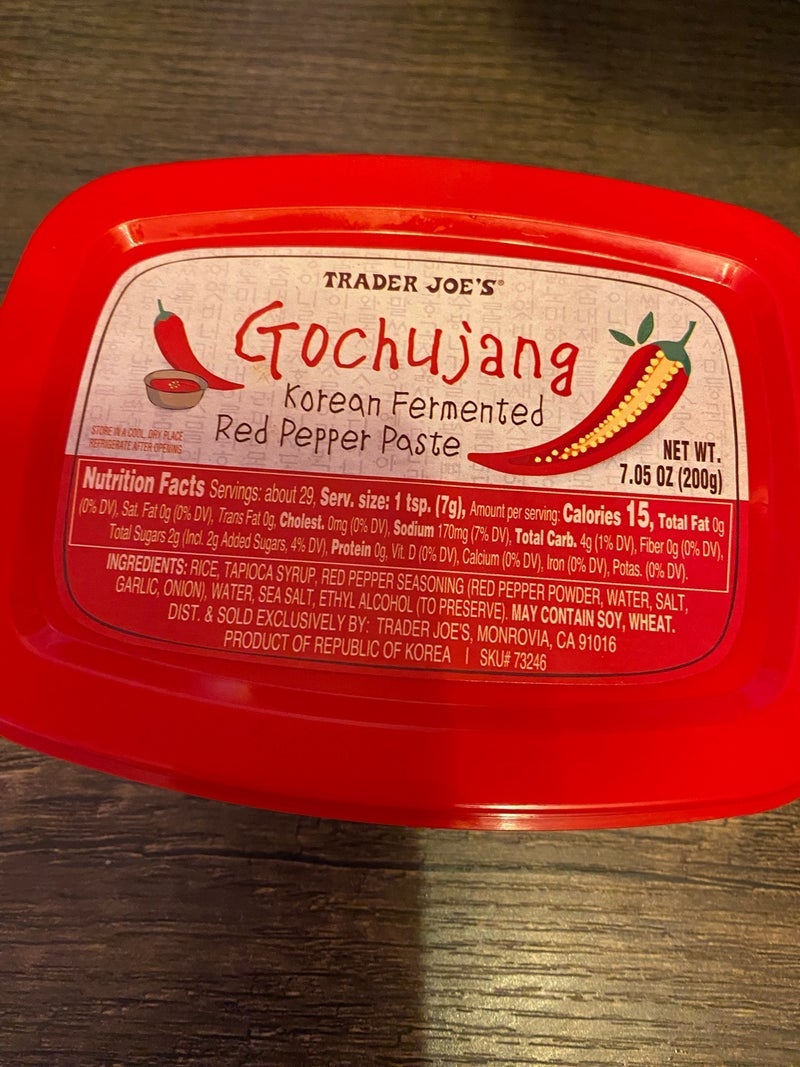 TRADER JOE'S®
Gochujang
Korean Fermented
Red Pepper Paste
STORE IN A COOL, DRY PLACE
REFRIGERATE AFTER OPENING
NET WT.
7.05 OZ (200g)
Nutrition Facts Servings: about 29, Serv. size: 1 tsp. (7g), Amount per serving: Calories 15, Total Fat 0g
(0% DV), Sat. Fat 0g (0% DV), Trans Fat 0g, Cholest. 0mg (0% DV), Sodium 170mg (7% DV), Total Carb. 4g (1% DV), Fiber 0g (0% DV),
Total Sugars 2g (Incl. 2g Added Sugars, 4% DV), Protein 0g, Vit. D (0% DV), Calcium (0% DV), Iron (0% DV), Potas. (0% DV).
INGREDIENTS: RICE, TAPIOCA SYRUP, RED PEPPER SEASONING (RED PEPPER POWDER, WATER, SALT,
GARLIC, ONION), WATER, SEA SALT, ETHYL ALCOHOL (TO PRESERVE). MAY CONTAIN SOY, WHEAT.
DIST. & SOLD EXCLUSIVELY BY: TRADER JOE'S, MONROVIA, CA 91016
PRODUCT OF REPUBLIC OF KOREA | SKU# 73246